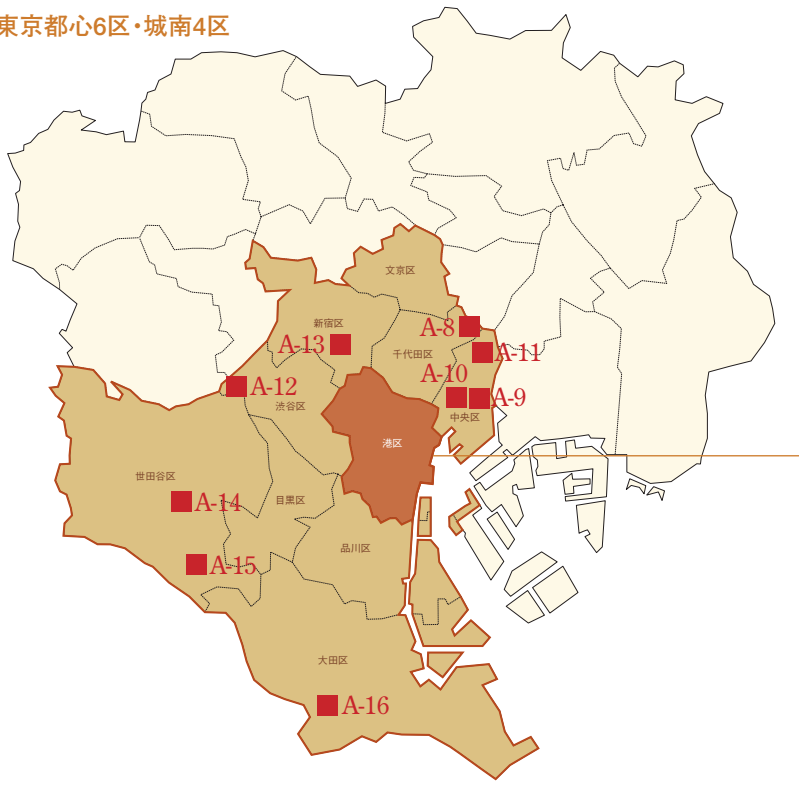 東京都心6区・城南4区
文京区
新宿区
A-8
A-13
千代田区
A-11
A-10
A-12
A-9
渋谷区
中央区
港区
世田谷区
A-14
目黒区
品川区
A-15
大田区
A-16